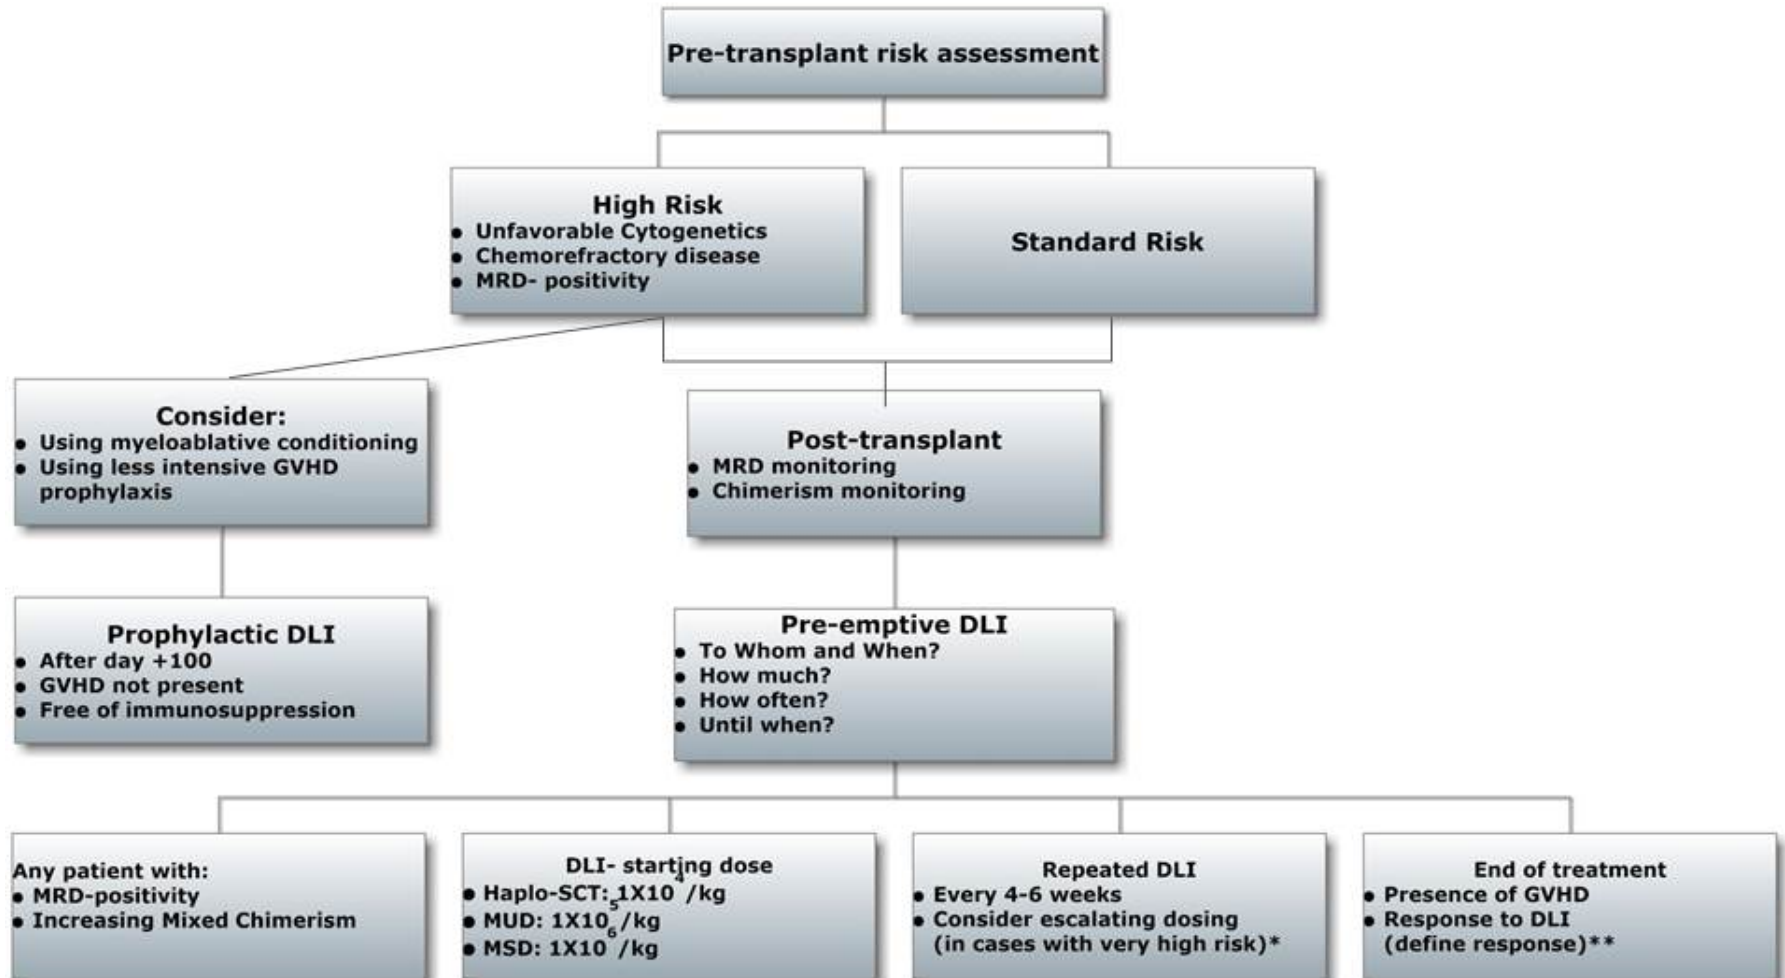 Pre-transplant risk assessment
High Risk
• Unfavorable Cytogenetics
• Chemorefractory disease
• MRD- positivity
Standard Risk
Consider:
• Using myeloablative conditioning
• Using less intensive GVHD
prophylaxis
Post-transplant
• MRD monitoring
• Chimerism monitoring
Prophylactic DLI
• After day +100
• GVHD not present
• Free of immunosuppression
Pre-emptive DLI
• To Whom and When?
• How much?
• How often?
• Until when?
Any patient with:
• MRD-positivity
• Increasing Mixed Chimerism
DLI- starting dose
• Haplo-SCT: 1X10⁴/kg
• MUD: 1X10⁵/kg
• MSD: 1X10⁶/kg
Repeated DLI
• Every 4-6 weeks
• Consider escalating dosing
(in cases with very high risk)*
End of treatment
• Presence of GVHD
• Response to DLI
(define response)**